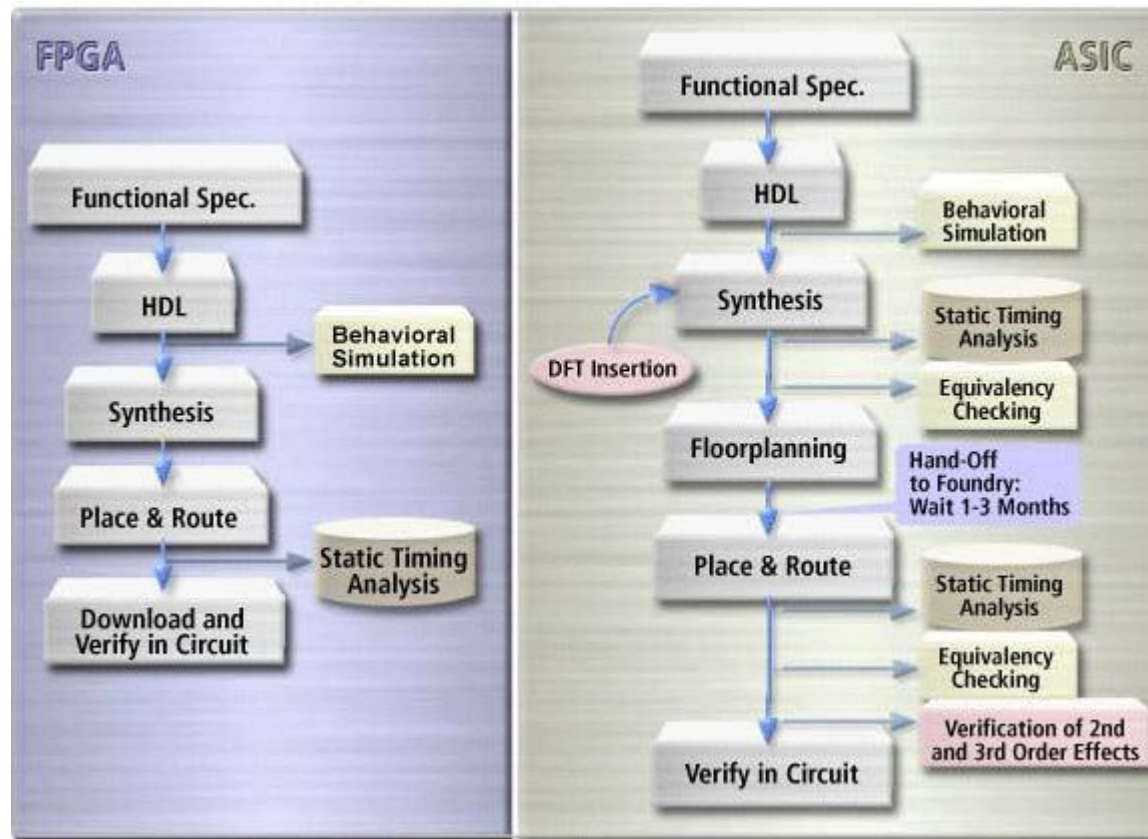 FPGA
Functional Spec.
HDL
Behavioral
Simulation
Synthesis
Place & Route
Static Timing
Analysis
Download and
Verify in Circuit
ASIC
Functional Spec.
HDL
Behavioral
Simulation
Synthesis
DFT Insertion
Static Timing
Analysis
Equivalency
Checking
Floorplanning
Hand-Off
to Foundry:
Wait 1-3 Months
Place & Route
Static Timing
Analysis
Equivalency
Checking
Verification of 2nd
and 3rd Order Effects
Verify in Circuit